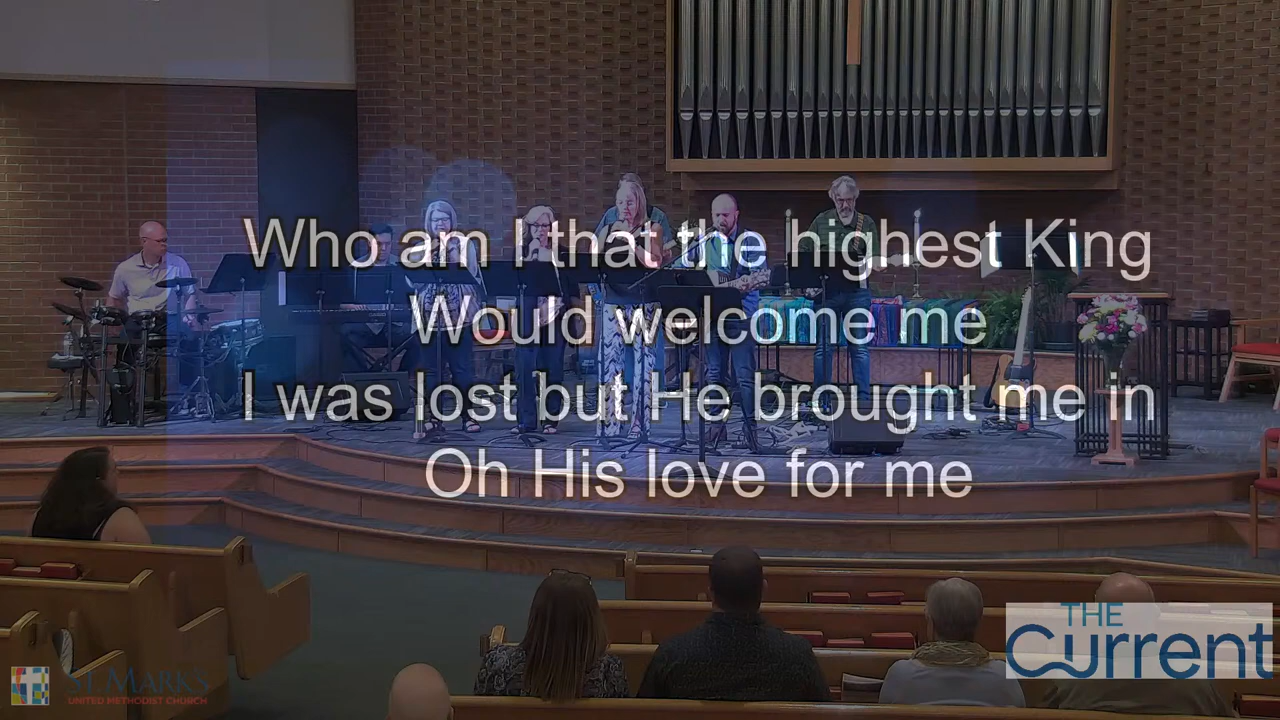 Who am I that the highest King
Would welcome me
I was lost but He brought me in
Oh His love for me
THE
Current
ST. MARK'S
UNITED METHODIST CHURCH